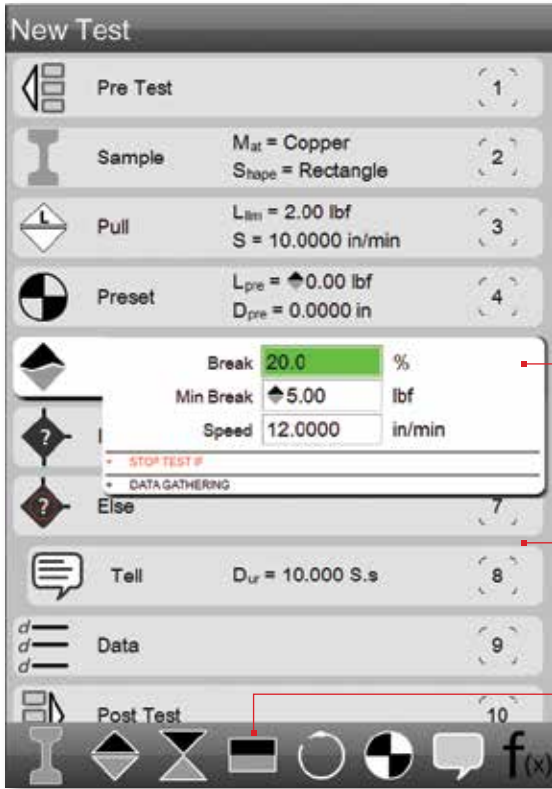 New Test
Pre Test 1
L
Sample Mat = Copper 2
Shape = Rectangle
Pull Llim = 2.00 lbf 3
S = 10.0000 in/min
Preset Lpre = 0.00 lbf 4
Dpre = 0.0000 in
Break 20.0 %
Min Break 5.00 lbf
Speed 12.0000 in/min
STOP TEST IF
DATA GATHERING
?
? Else 7
Tell Dur = 10.000 S.s 8
d
d Data 9
d
Post Test 10
f(x)